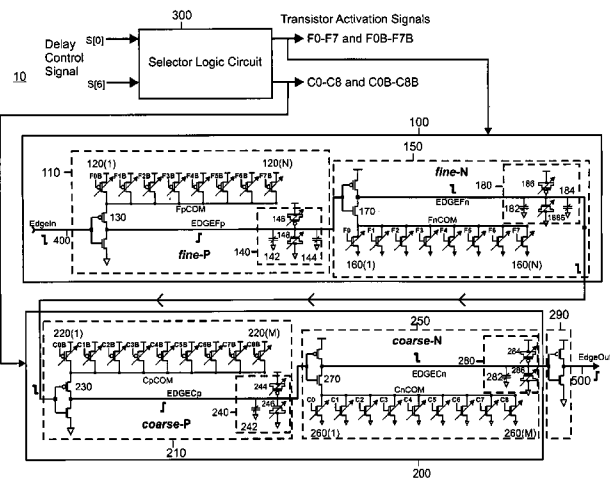 300
Transistor Activation Signals
Delay Control Signal
S[0]
S[6]
10
Selector Logic Circuit
F0-F7 and F0B-F7B
C0-C8 and C0B-C8B
100
150
110
120(1)
120(N)
F0B F1B F2B F3B F4B F5B F6B F7B
FpCOM
130
EDGEFp
EdgeIn
400
146
148
142
144
140
fine-P
fine-N
180
186
184
182
EDGEFn
170
FnCOM
F0 F1 F2 F3 F4 F5 F6 F7
160(1)
160(N)
220(1)
220(M)
C0B C1B C2B C3B C4B C5B C6B C7B C8B
CpCOM
230
EDGECp
244
246
242
240
coarse-P
210
250
coarse-N
290
280
284
286
282
EDGECn
270
CnCOM
C0 C1 C2 C3 C4 C5 C6 C7 C8
260(1)
260(M)
EdgeOut
500
200